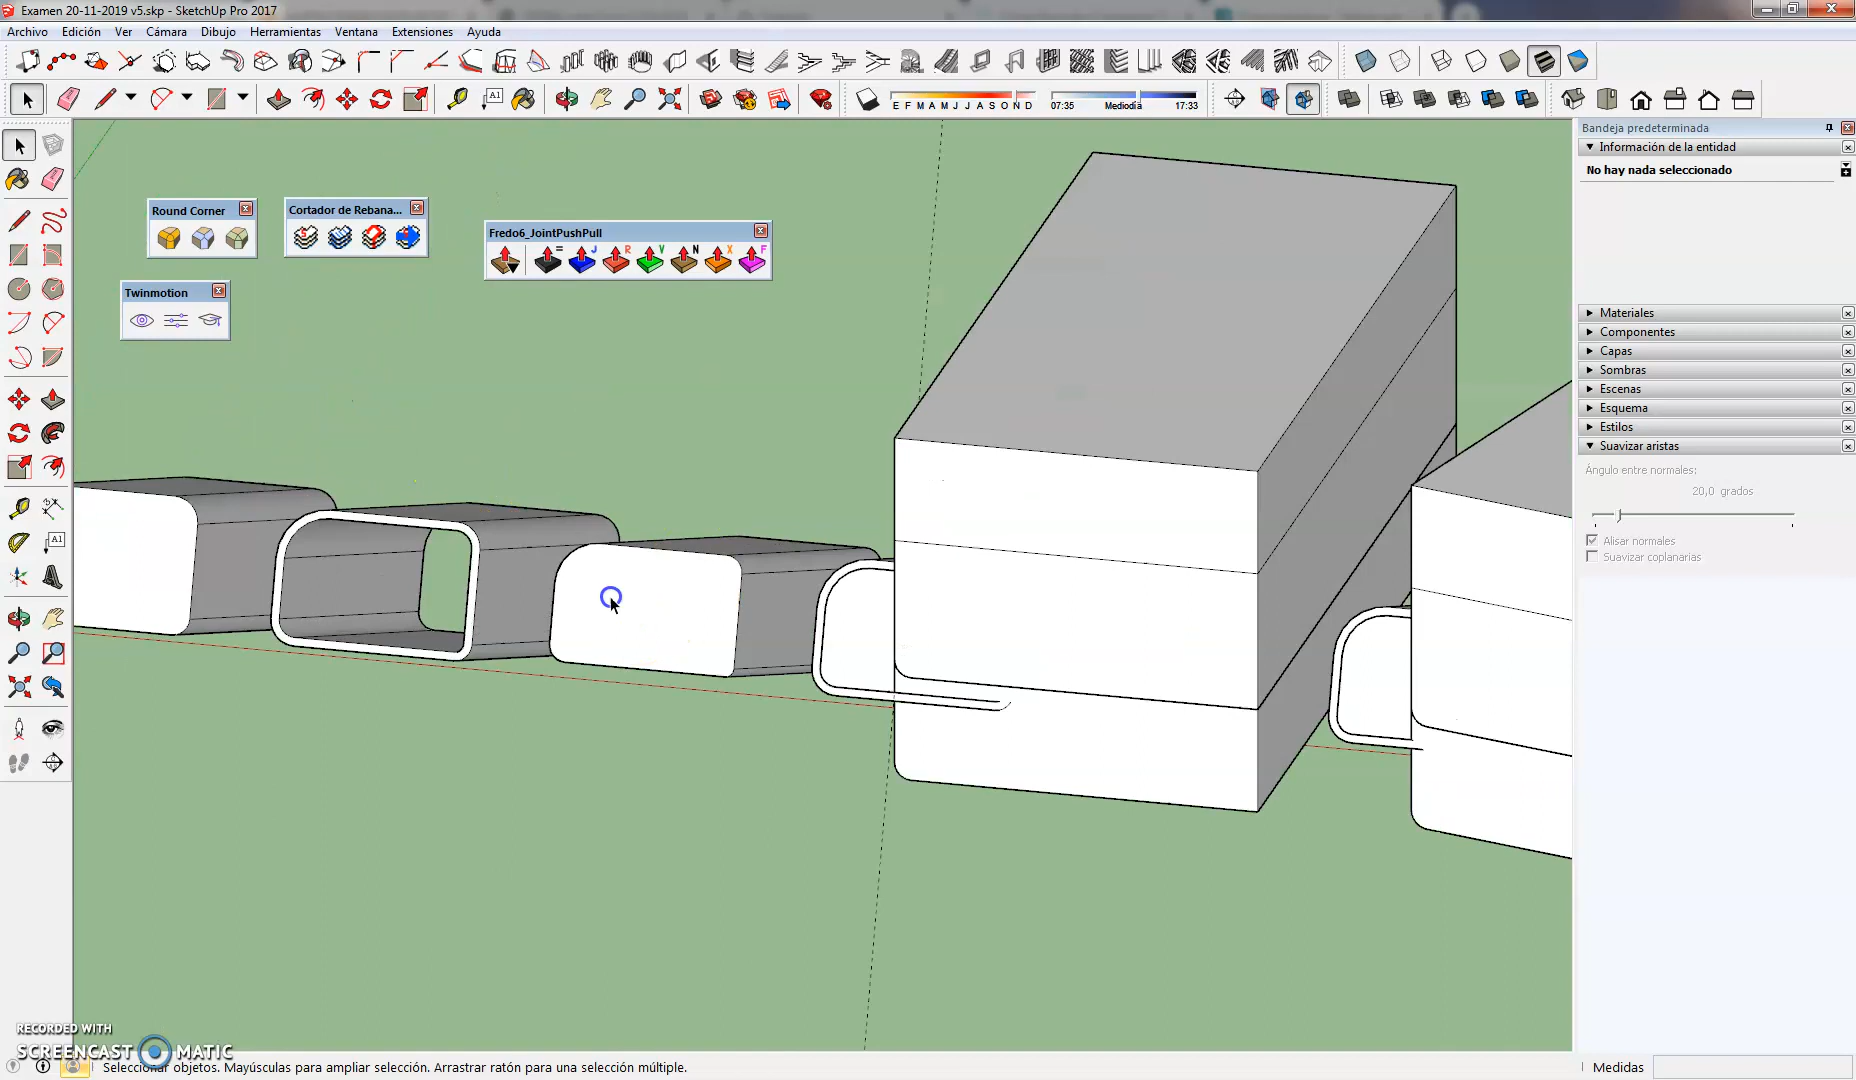 Examen 20-11-2019 v5.skp - SketchUp Pro 2017
Archivo Edición Ver Cámara Dibujo Herramientas Ventana Extensiones Ayuda
A1
E F M A M J J A S O N D
07:35 Mediodía 17:33
Bandeja predeterminada
Información de la entidad
No hay nada seleccionado
Round Corner
Cortador de Rebana...
Fredo6_JointPushPull
= J R V N X F
Twinmotion
Materiales
Componentes
Capas
Sombras
Escenas
Esquema
Estilos
Suavizar aristas
Ángulo entre normales:
20,0 grados
Alisar normales
Suavizar coplanarias
A1
RECORDED WITH
SCREENCAST MATIC
Seleccionar objetos. Mayúsculas para ampliar selección. Arrastrar ratón para una selección múltiple.
Medidas